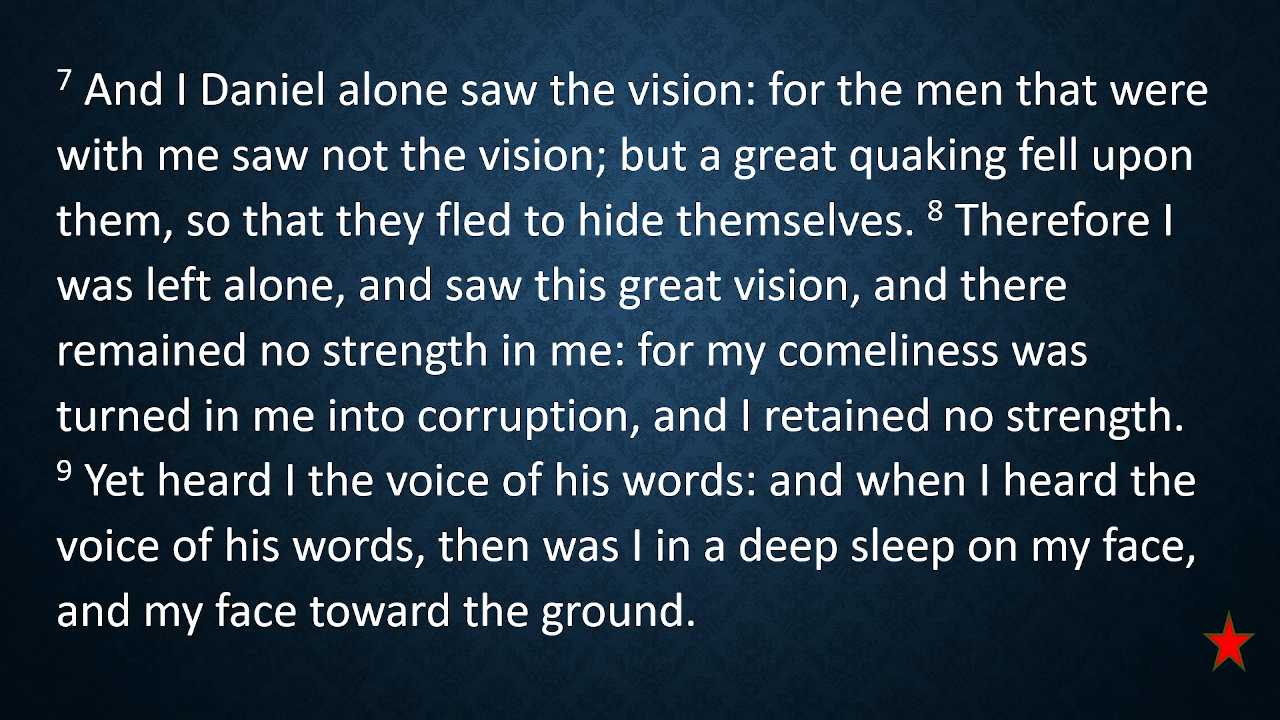 7 And I Daniel alone saw the vision: for the men that were
with me saw not the vision; but a great quaking fell upon
them, so that they fled to hide themselves. 8 Therefore I
was left alone, and saw this great vision, and there
remained no strength in me: for my comeliness was
turned in me into corruption, and I retained no strength.
9 Yet heard I the voice of his words: and when I heard the
voice of his words, then was I in a deep sleep on my face,
and my face toward the ground.